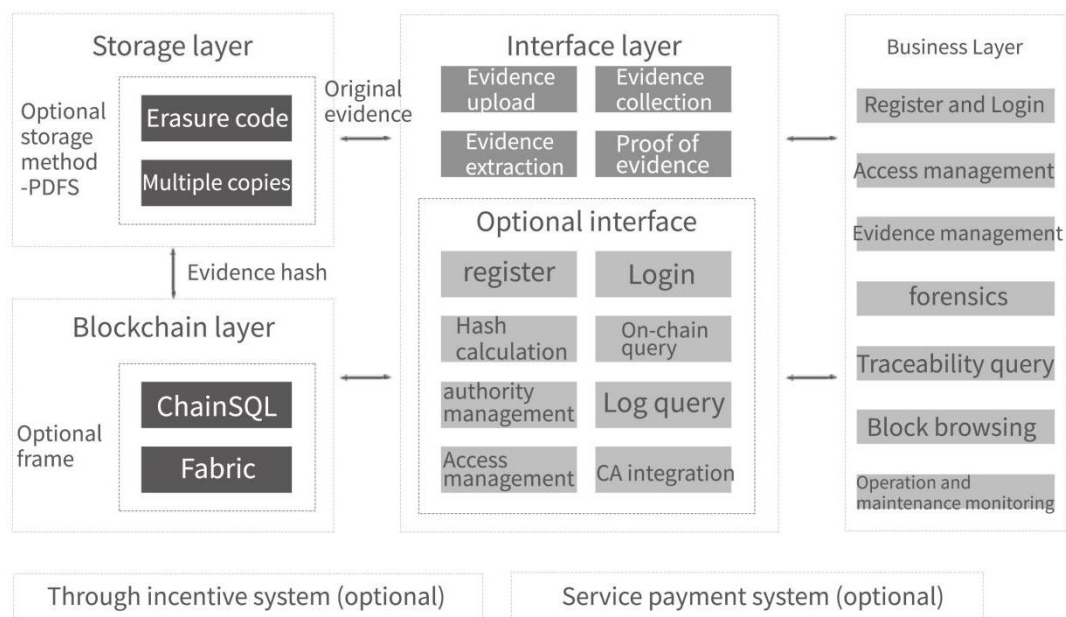 Storage layer
Optional
storage
method
-PDFS
Erasure code
Multiple copies
Original
evidence
Evidence hash
Blockchain layer
Optional
frame
ChainSQL
Fabric
Interface layer
Evidence
upload
Evidence
collection
Evidence
extraction
Proof of
evidence
Optional interface
register
Login
Hash
calculation
On-chain
query
authority
management
Log query
Access
management
CA integration
Business Layer
Register and Login
Access management
Evidence management
forensics
Traceability query
Block browsing
Operation and
maintenance monitoring
Through incentive system (optional)
Service payment system (optional)